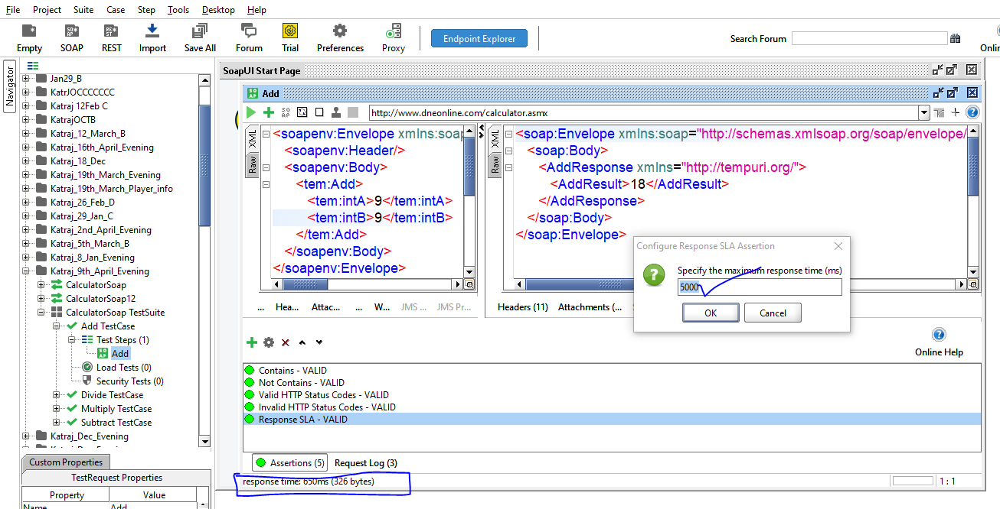 File Project Suite Case Step Tools Desktop Help
Empty SOAP REST Import Save All Forum Trial Preferences Proxy
Endpoint Explorer
Search Forum
Navigator
Jan29_B
KatrJOCCCCCCC
Katraj 12Feb C
KatrajOCTB
Katraj_12_March_B
Katraj_16th_April_Evening
Katraj_18_Dec
Katraj_19th_March_Evening
Katraj_19th_March_Player_info
Katraj_26_Feb_D
Katraj_29_Jan_C
Katraj_2nd_April_Evening
Katraj_5th_March_B
Katraj_8_Jan_Evening
Katraj_9th_April_Evening
CalculatorSoap
CalculatorSoap12
CalculatorSoap TestSuite
Add TestCase
Test Steps (1)
Add
Load Tests (0)
Security Tests (0)
Divide TestCase
Multiply TestCase
Subtract TestCase
Katraj_Dec_Evening
Custom Properties
TestRequest Properties
Property Value
Name Add
SoapUI Start Page
Add
http://www.dneonline.com/calculator.asmx
XML
Raw
<soapenv:Envelope xmlns:soap
<soapenv:Header/>
<soapenv:Body>
<tem:Add>
<tem:intA>9</tem:intA>
<tem:intB>9</tem:intB>
</tem:Add>
</soapenv:Body>
</soapenv:Envelope>
... Hea... Attac... ... W... JMS ... JMS Pr...
XML
Raw
<soap:Envelope xmlns:soap="http://schemas.xmlsoap.org/soap/envelope/
<soap:Body>
<AddResponse xmlns="http://tempuri.org/">
<AddResult>18</AddResult>
</AddResponse>
</soap:Body>
</soap:Envelope>
Headers (11) Attachments (...
Configure Response SLA Assertion
Specify the maximum response time (ms)
5000
OK Cancel
Online Help
Contains - VALID
Not Contains - VALID
Valid HTTP Status Codes - VALID
Invalid HTTP Status Codes - VALID
Response SLA - VALID
Assertions (5) Request Log (3)
response time: 650ms (326 bytes)
1 : 1